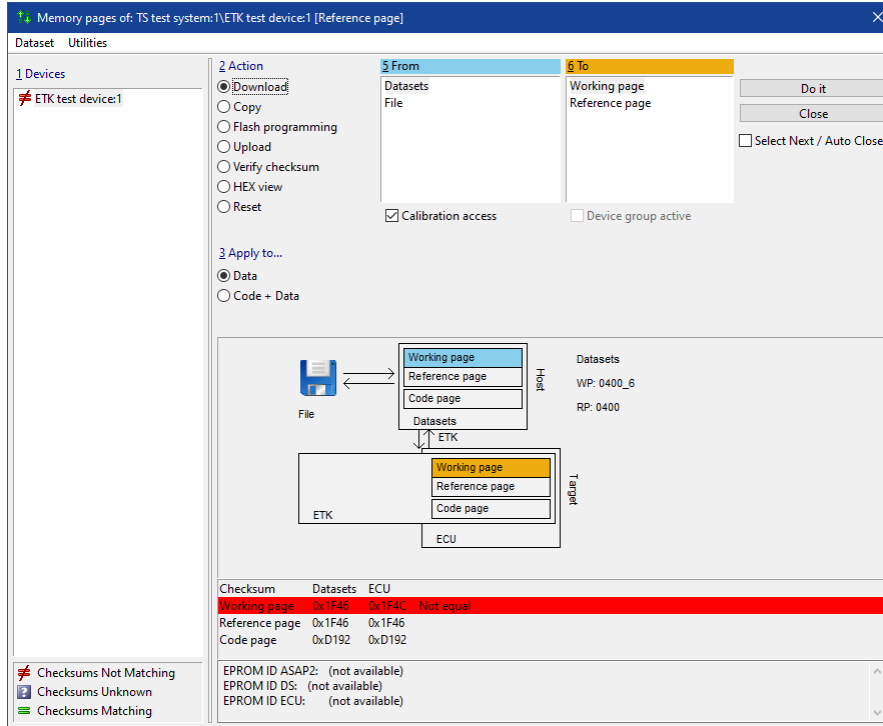 Memory pages of: TS test system:1\ETK test device:1 [Reference page]
Dataset Utilities
1 Devices
ETK test device:1
2 Action
Download
Copy
Flash programming
Upload
Verify checksum
HEX view
Reset
5 From
Datasets
File
Calibration access
6 To
Working page
Reference page
Device group active
Do it
Close
Select Next / Auto Close
3 Apply to...
Data
Code + Data
File
Working page
Reference page
Code page
Datasets
Host
Datasets
WP: 0400_6
RP: 0400
ETK
Working page
Reference page
Code page
ETK
ECU
Target
Checksum Datasets ECU
Working page 0x1F46 0x1F4C Not equal
Reference page 0x1F46 0x1F46
Code page 0xD192 0xD192
Checksums Not Matching
Checksums Unknown
Checksums Matching
EPROM ID ASAP2: (not available)
EPROM ID DS: (not available)
EPROM ID ECU: (not available)